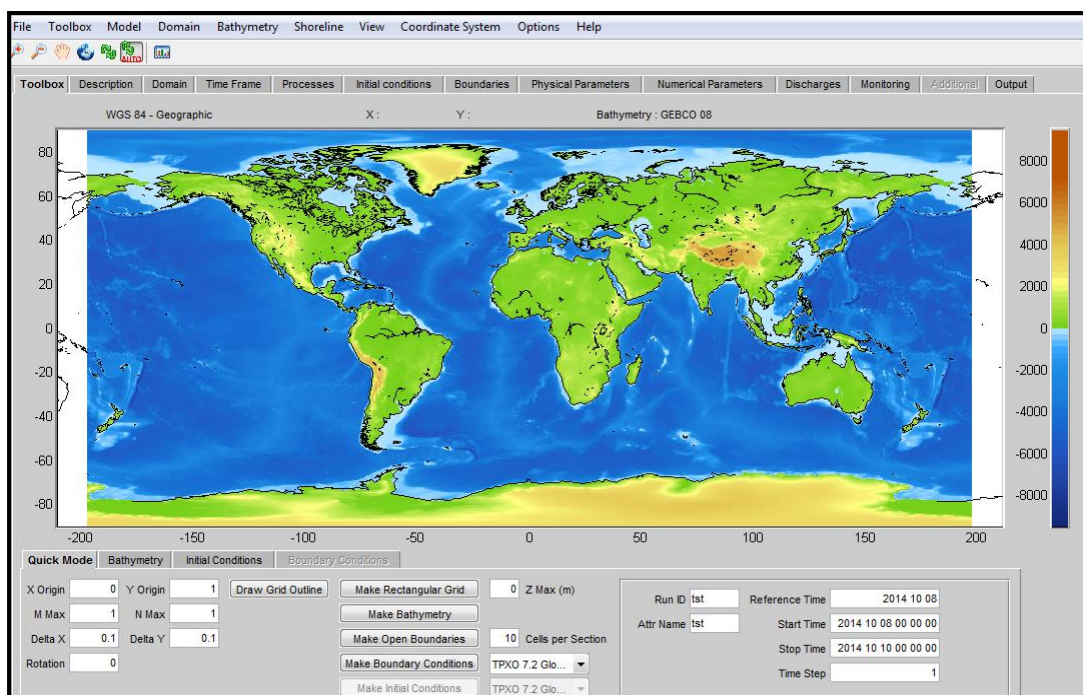 File Toolbox Model Domain Bathymetry Shoreline View Coordinate System Options Help
AUTO
Toolbox Description Domain Time Frame Processes Initial conditions Boundaries Physical Parameters Numerical Parameters Discharges Monitoring Additional Output
WGS 84 - Geographic X : Y : Bathymetry : GEBCO 08
80
60
40
20
0
-20
-40
-60
-80
-200 -150 -100 -50 0 50 100 150 200
8000
6000
4000
2000
0
-2000
-4000
-6000
-8000
Quick Mode Bathymetry Initial Conditions Boundary Conditions
X Origin 0 Y Origin 1 Draw Grid Outline Make Rectangular Grid 0 Z Max (m)
M Max 1 N Max 1 Make Bathymetry
Delta X 0.1 Delta Y 0.1 Make Open Boundaries 10 Cells per Section
Rotation 0 Make Boundary Conditions TPXO 7.2 Glo...
Make Initial Conditions TPXO 7.2 Glo...
Run ID tst Reference Time 2014 10 08
Attr Name tst Start Time 2014 10 08 00 00 00
Stop Time 2014 10 10 00 00 00
Time Step 1